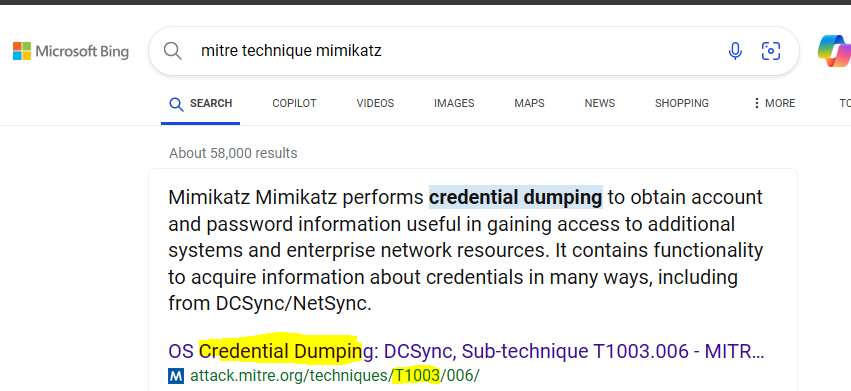 Microsoft Bing
mitre technique mimikatz
SEARCH COPILOT VIDEOS IMAGES MAPS NEWS SHOPPING MORE TO
About 58,000 results
Mimikatz Mimikatz performs credential dumping to obtain account
and password information useful in gaining access to additional
systems and enterprise network resources. It contains functionality
to acquire information about credentials in many ways, including
from DCSync/NetSync.
OS Credential Dumping: DCSync, Sub-technique T1003.006 - MITR...
M attack.mitre.org/techniques/T1003/006/